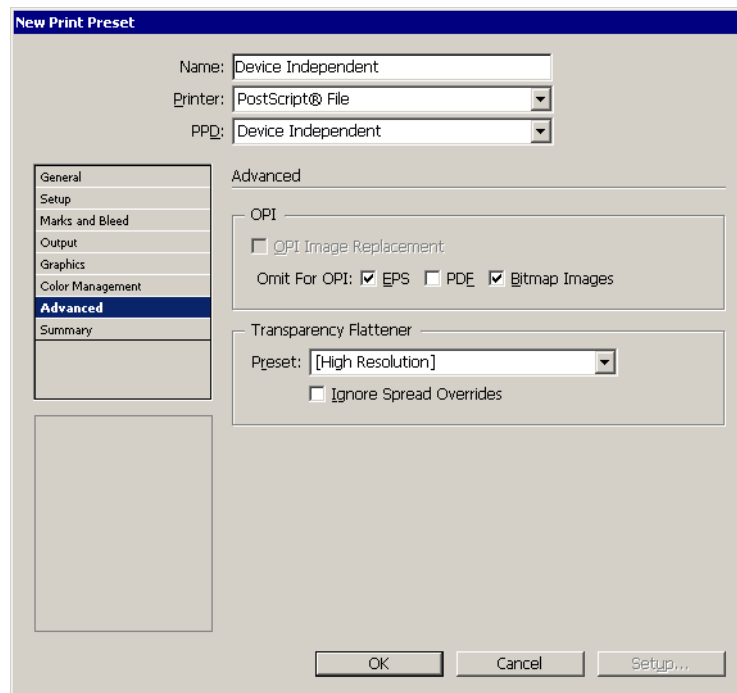 New Print Preset
Name: Device Independent
Printer: PostScript® File
PPD: Device Independent
General
Setup
Marks and Bleed
Output
Graphics
Color Management
Advanced
Summary
Advanced
OPI
OPI Image Replacement
Omit For OPI: EPS PDF Bitmap Images
Transparency Flattener
Preset: [High Resolution]
Ignore Spread Overrides
OK Cancel Setup...